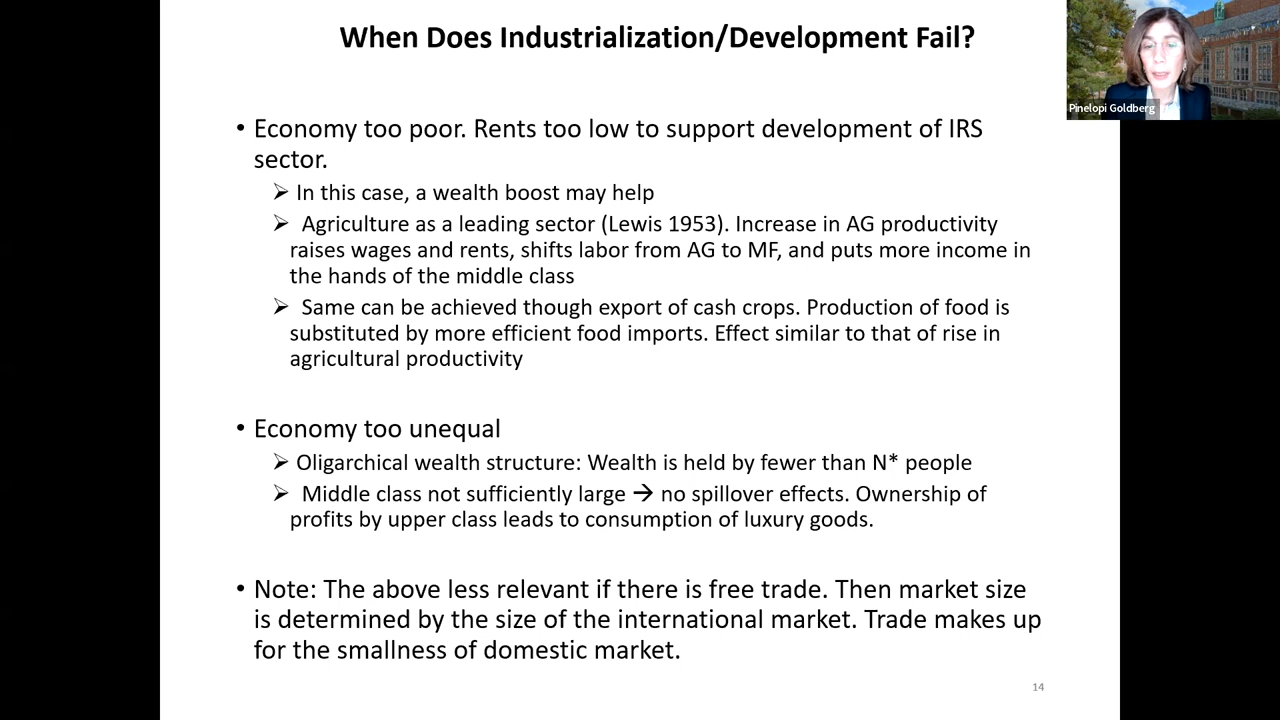 When Does Industrialization/Development Fail?
Pinelopi Goldberg
• Economy too poor. Rents too low to support development of IRS
sector.
➢ In this case, a wealth boost may help
➢ Agriculture as a leading sector (Lewis 1953). Increase in AG productivity
raises wages and rents, shifts labor from AG to MF, and puts more income in
the hands of the middle class
➢ Same can be achieved though export of cash crops. Production of food is
substituted by more efficient food imports. Effect similar to that of rise in
agricultural productivity
• Economy too unequal
➢ Oligarchical wealth structure: Wealth is held by fewer than N* people
➢ Middle class not sufficiently large → no spillover effects. Ownership of
profits by upper class leads to consumption of luxury goods.
• Note: The above less relevant if there is free trade. Then market size
is determined by the size of the international market. Trade makes up
for the smallness of domestic market.
14